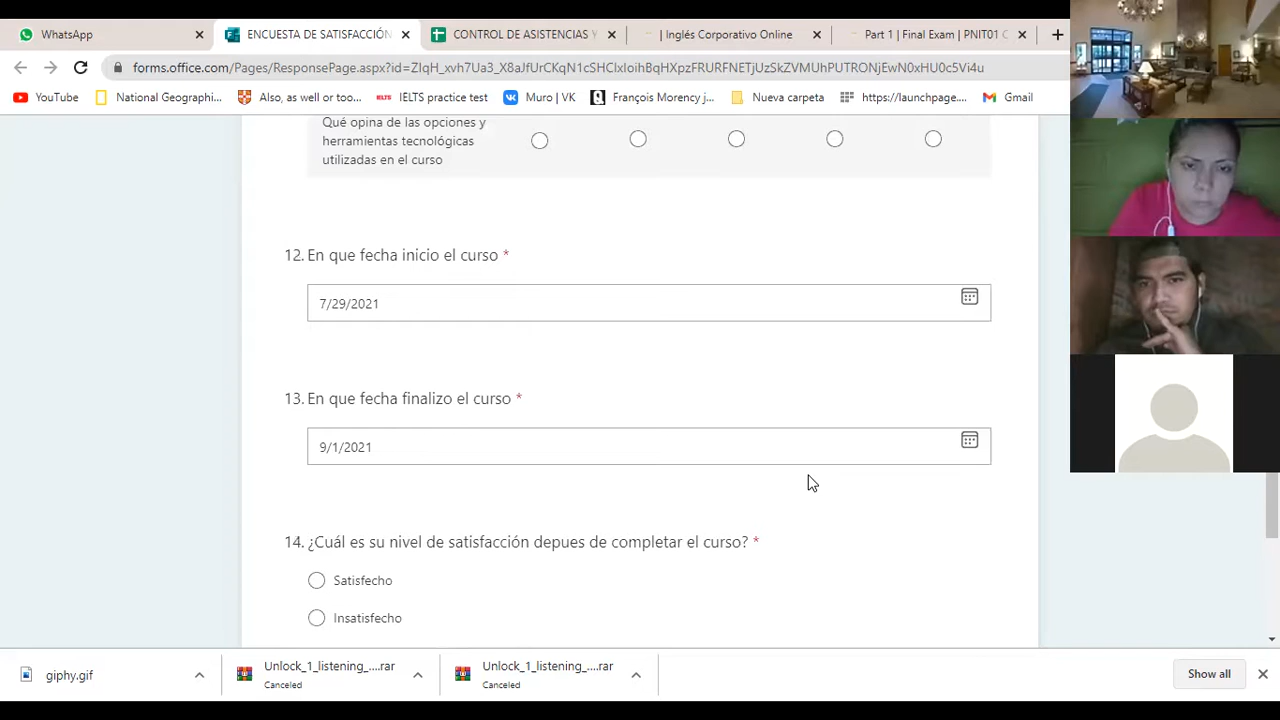 WhatsApp
ENCUESTA DE SATISFACCIÓN
CONTROL DE ASISTENCIAS Y
| Inglés Corporativo Online
Part 1 | Final Exam | PNIT01 C
forms.office.com/Pages/ResponsePage.aspx?id=
YouTube
National Geographi...
Also, as well or too...
IELTS
IELTS practice test
Muro | VK
François Morency j...
Nueva carpeta
https://launchpage....
Gmail
Qué opina de las opciones y
herramientas tecnológicas
utilizadas en el curso
12. En que fecha inicio el curso *
7/29/2021
13. En que fecha finalizo el curso *
9/1/2021
14. ¿Cuál es su nivel de satisfacción depues de completar el curso? *
Satisfecho
Insatisfecho
giphy.gif
Unlock_1_listening_....rar
Canceled
Unlock_1_listening_....rar
Canceled
Show all